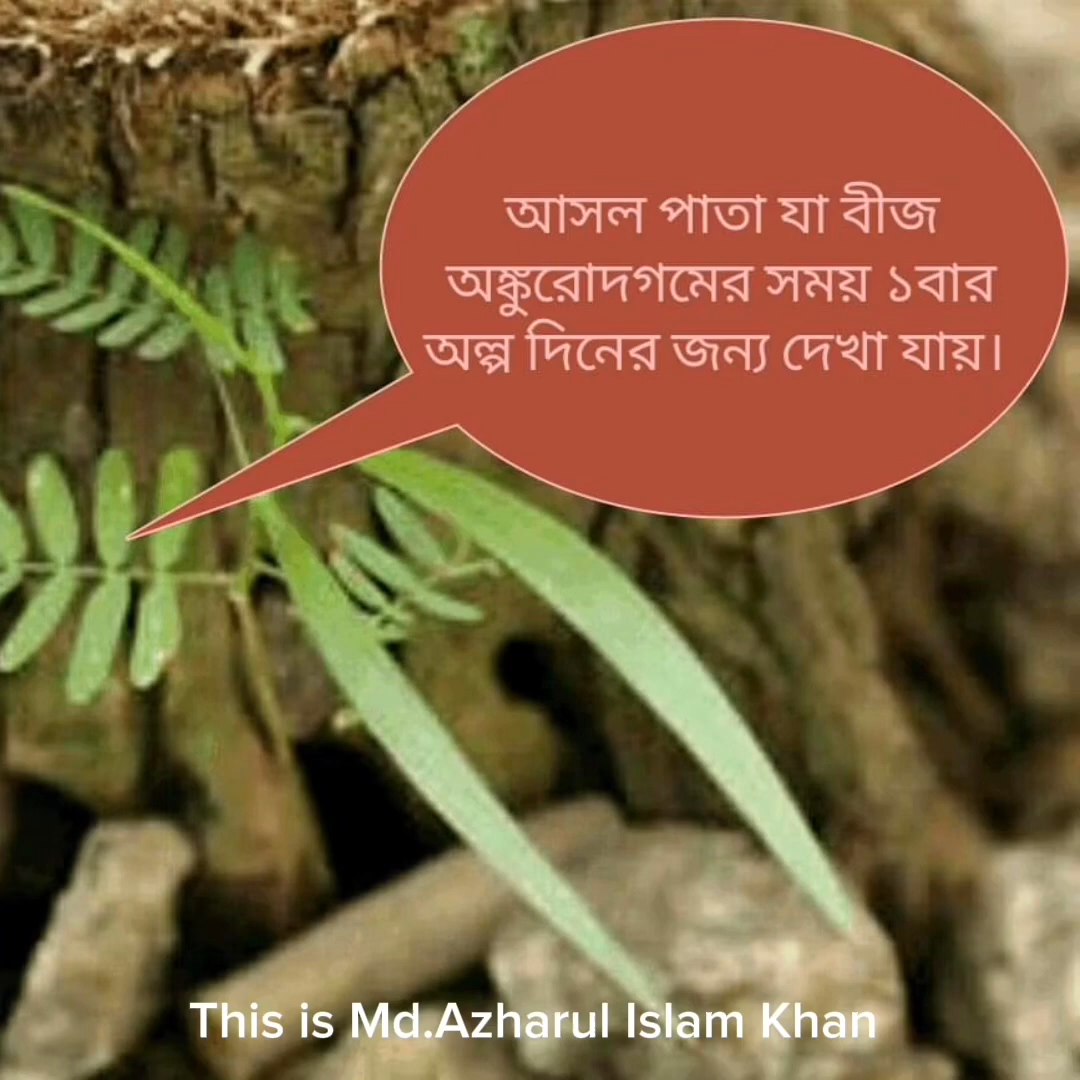 আসল পাতা যা বীজ
অঙ্কুরোদগমের সময় ১বার
অল্প দিনের জন্য দেখা যায়।
This is Md.Azharul Islam Khan